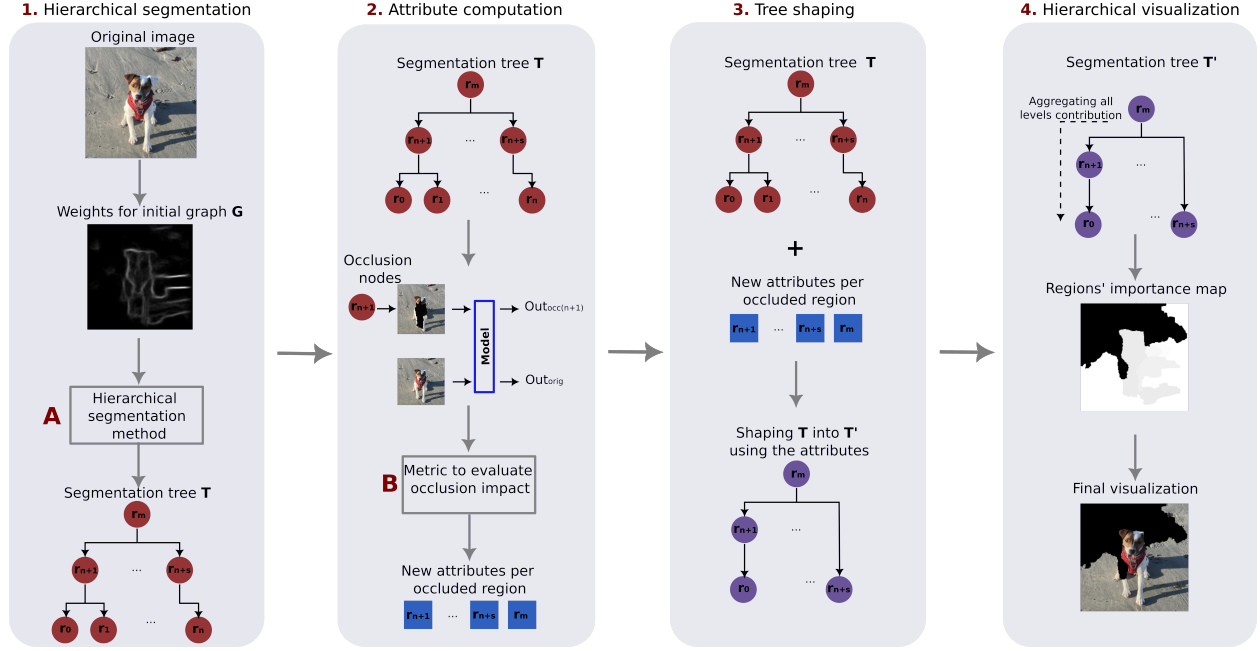 1. Hierarchical segmentation
Original image
Weights for initial graph G
A
Hierarchical
segmentation
method
Segmentation tree T
rm
rn+1 ... rn+s
r0 r1 ... rn
2. Attribute computation
Segmentation tree T
rm
rn+1 ... rn+s
r0 r1 ... rn
Occlusion
nodes
rn+1
Model
Outocc(n+1)
Outorig
B
Metric to evaluate
occlusion impact
New attributes per
occluded region
rn+1 ... rn+s rm
3. Tree shaping
Segmentation tree T
rm
rn+1 ... rn+s
r0 r1 ... rn
+
New attributes per
occluded region
rn+1 ... rn+s rm
Shaping T into T'
using the attributes
rm
rn+1 ...
r0 ... rn+s
4. Hierarchical visualization
Segmentation tree T'
Aggregating all
levels contribution
rm
rn+1 ...
r0 ... rn+s
Regions' importance map
Final visualization